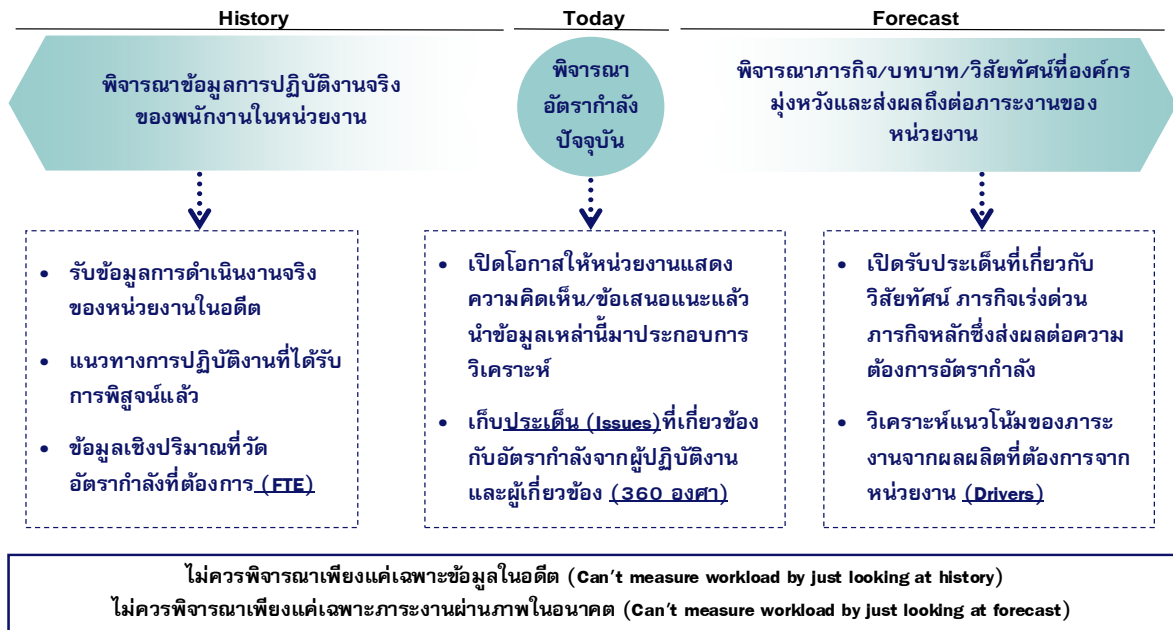 History
Today
Forecast
พิจารณาข้อมูลการปฏิบัติงานจริง
ของพนักงานในหน่วยงาน
พิจารณา
อัตรากำลัง
ปัจจุบัน
พิจารณาภารกิจ/บทบาท/วิสัยทัศน์ที่องค์กร
มุ่งหวังและส่งผลถึงต่อภาระงานของ
หน่วยงาน
• รับข้อมูลการดำเนินงานจริง
ของหน่วยงานในอดีต
• แนวทางการปฏิบัติงานที่ได้รับ
การพิสูจน์แล้ว
• ข้อมูลเชิงปริมาณที่วัด
อัตรากำลังที่ต้องการ (FTE)
• เปิดโอกาสให้หน่วยงานแสดง
ความคิดเห็น/ข้อเสนอแนะแล้ว
นำข้อมูลเหล่านี้มาประกอบการ
วิเคราะห์
• เก็บประเด็น (Issues)ที่เกี่ยวข้อง
กับอัตรากำลังจากผู้ปฏิบัติงาน
และผู้เกี่ยวข้อง (360 องศา)
• เปิดรับประเด็นที่เกี่ยวกับ
วิสัยทัศน์ ภารกิจเร่งด่วน
ภารกิจหลักซึ่งส่งผลต่อความ
ต้องการอัตรากำลัง
• วิเคราะห์แนวโน้มของภาระ
งานจากผลผลิตที่ต้องการจาก
หน่วยงาน (Drivers)
ไม่ควรพิจารณาเพียงแค่เฉพาะข้อมูลในอดีต (Can't measure workload by just looking at history)
ไม่ควรพิจารณาเพียงแค่เฉพาะภาระงานผ่านภาพในอนาคต (Can't measure workload by just looking at forecast)